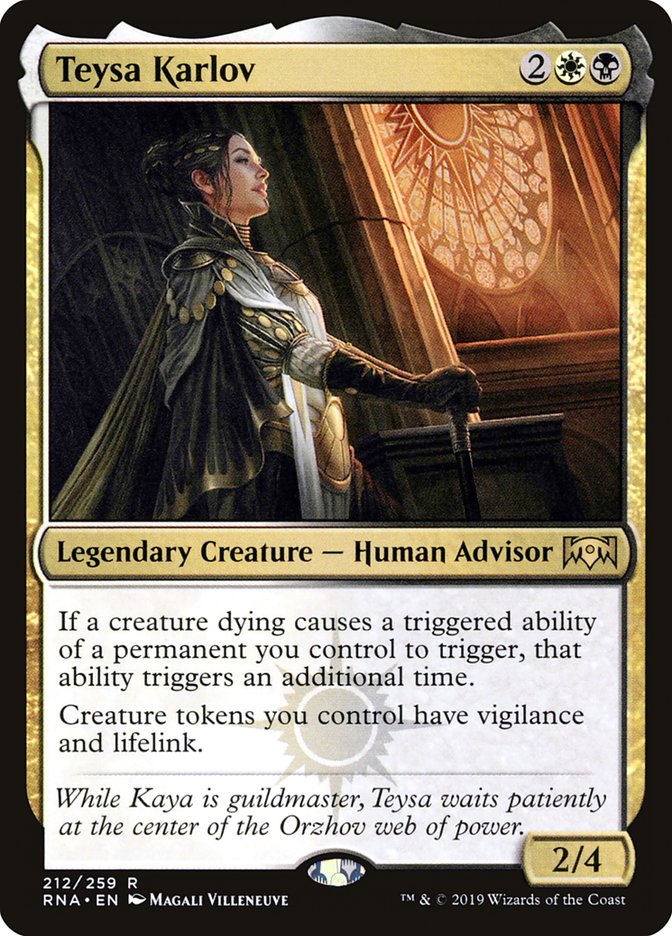 Teysa Karlov 2
Legendary Creature — Human Advisor
If a creature dying causes a triggered ability
of a permanent you control to trigger, that
ability triggers an additional time.
Creature tokens you control have vigilance
and lifelink.
While Kaya is guildmaster, Teysa waits patiently
at the center of the Orzhov web of power.
2/4
212/259 R
RNA • EN Magali Villeneuve ™ & © 2019 Wizards of the Coast